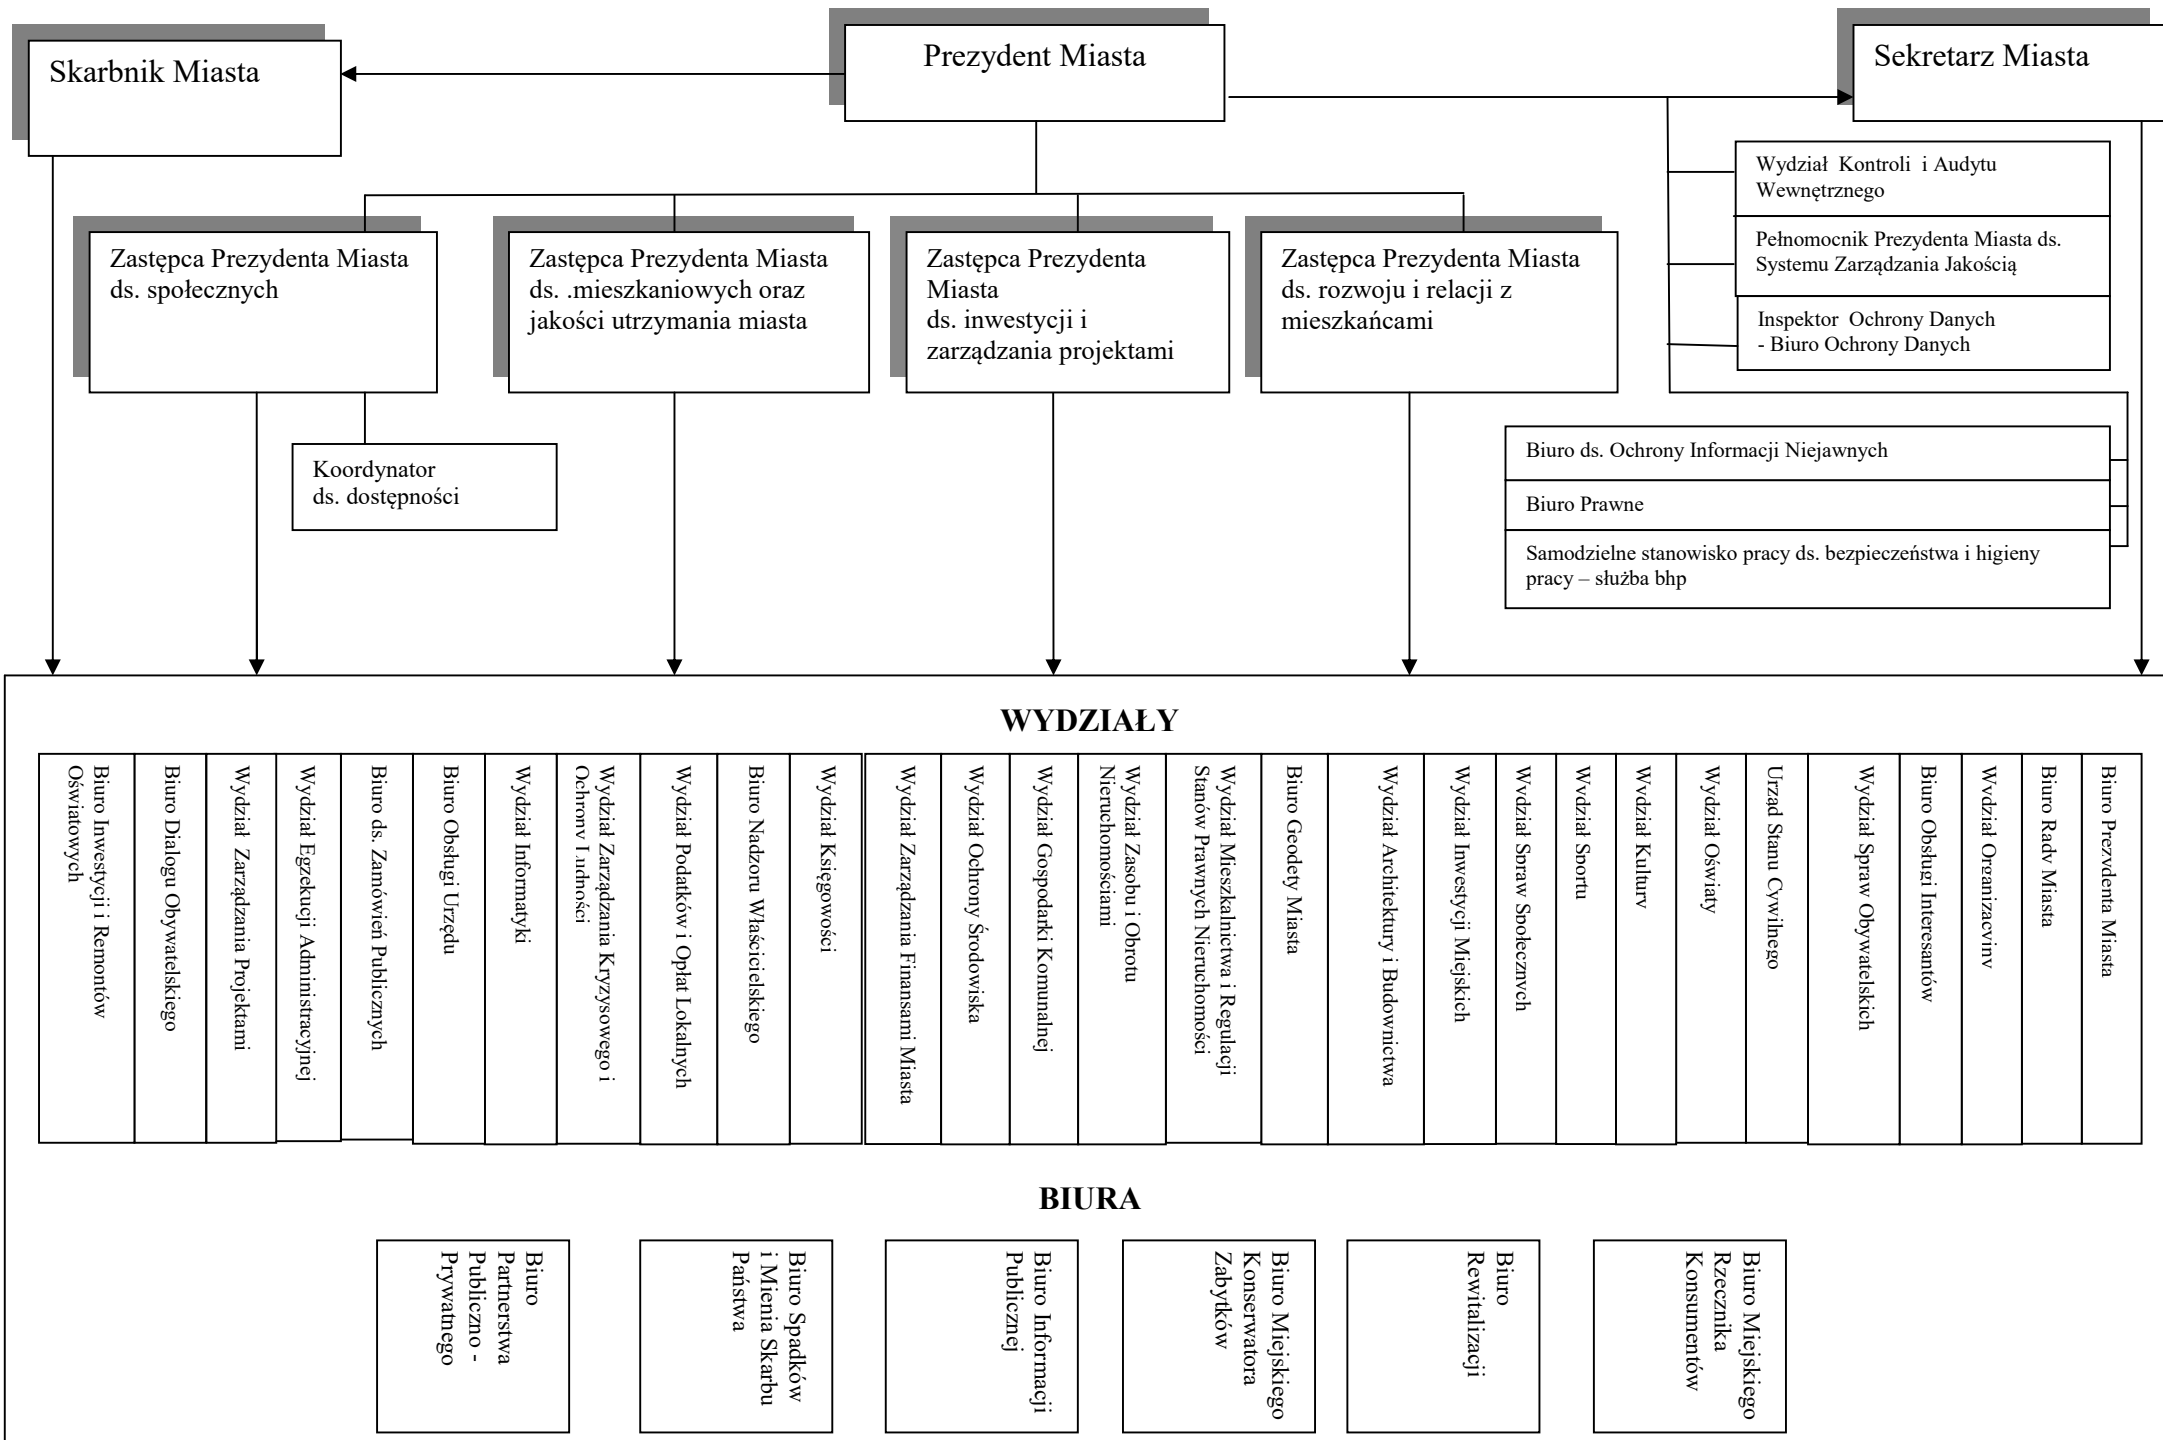 Skarbnik Miasta
Prezydent Miasta
Sekretarz Miasta
Wydział Kontroli i Audytu
Wewnętrznego
Pełnomocnik Prezydenta Miasta ds.
Systemu Zarządzania Jakością
Inspektor Ochrony Danych
- Biuro Ochrony Danych
Zastępca Prezydenta Miasta
ds. społecznych
Zastępca Prezydenta Miasta
ds. .mieszkaniowych oraz
jakości utrzymania miasta
Zastępca Prezydenta
Miasta
ds. inwestycji i
zarządzania projektami
Zastępca Prezydenta Miasta
ds. rozwoju i relacji z
mieszkańcami
Koordynator
ds. dostępności
Biuro ds. Ochrony Informacji Niejawnych
Biuro Prawne
Samodzielne stanowisko pracy ds. bezpieczeństwa i higieny
pracy – służba bhp
WYDZIAŁY
Biuro Inwestycji i Remontów
Oświatowych
Biuro Dialogu Obywatelskiego
Wydział Zarządzania Projektami
Wydział Egzekucji Administracyjnej
Biuro ds. Zamówień Publicznych
Biuro Obsługi Urzędu
Wydział Informatyki
Wydział Zarządzania Kryzysowego i
Ochrony Ludności
Wydział Podatków i Opłat Lokalnych
Biuro Nadzoru Właścicielskiego
Wydział Księgowości
Wydział Zarządzania Finansami Miasta
Wydział Ochrony Środowiska
Wydział Gospodarki Komunalnej
Wydział Zasobu i Obrotu
Nieruchomościami
Wydział Mieszkalnictwa i Regulacji
Stanów Prawnych Nieruchomości
Biuro Geodety Miasta
Wydział Architektury i Budownictwa
Wydział Inwestycji Miejskich
Wydział Spraw Społecznych
Wydział Sportu
Wydział Kultury
Wydział Oświaty
Urząd Stanu Cywilnego
Wydział Spraw Obywatelskich
Biuro Obsługi Interesantów
Wydział Organizacyjny
Biuro Rady Miasta
Biuro Prezydenta Miasta
BIURA
Biuro
Partnerstwa
Publiczno -
Prywatnego
Biuro Spadków
i Mienia Skarbu
Państwa
Biuro Informacji
Publicznej
Biuro Miejskiego
Konserwatora
Zabytków
Biuro
Rewitalizacji
Biuro Miejskiego
Rzecznika
Konsumentów